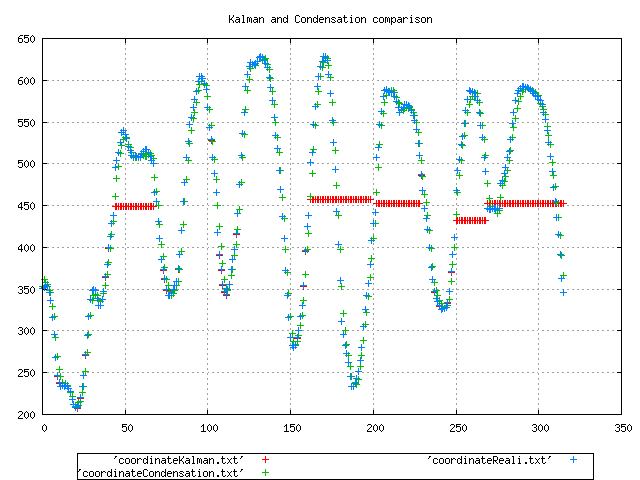 Kalman and Condensation comparison
650
600
550
500
450
400
350
300
250
200
0 50 100 150 200 250 300 350
'coordinateKalman.txt' 'coordinateReali.txt'
'coordinateCondensation.txt'